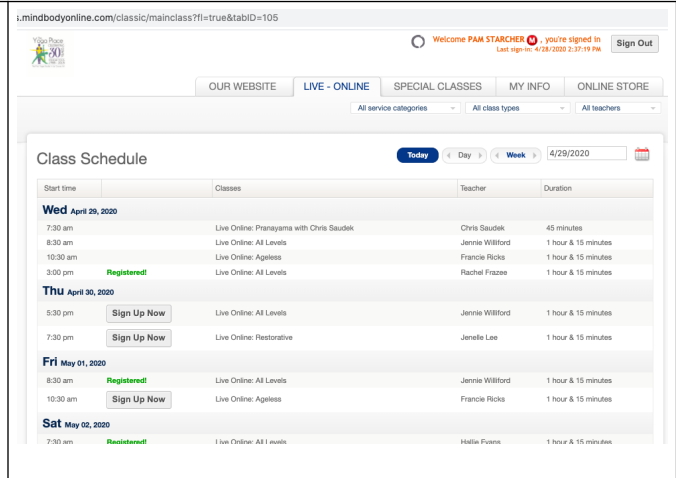 s.mindbodyonline.com/classic/mainclass?fl=true&tabID=105
Yoga Place
30
Welcome PAM STARCHER M , you're signed in
Last sign-in: 4/28/2020 2:37:19 PM
Sign Out
OUR WEBSITE LIVE - ONLINE SPECIAL CLASSES MY INFO ONLINE STORE
All service categories All class types All teachers
Class Schedule Today Day Week 4/29/2020
Start time Classes Teacher Duration
Wed April 29, 2020
7:30 am Live Online: Pranayama with Chris Saudek Chris Saudek 45 minutes
8:30 am Live Online: All Levels Jennie Williford 1 hour & 15 minutes
10:30 am Live Online: Ageless Francie Ricks 1 hour & 15 minutes
3:00 pm Registered! Live Online: All Levels Rachel Frazee 1 hour & 15 minutes
Thu April 30, 2020
5:30 pm Sign Up Now Live Online: All Levels Jennie Williford 1 hour & 15 minutes
7:30 pm Sign Up Now Live Online: Restorative Jenelle Lee 1 hour & 15 minutes
Fri May 01, 2020
8:30 am Registered! Live Online: All Levels Jennie Williford 1 hour & 15 minutes
10:30 am Sign Up Now Live Online: Ageless Francie Ricks 1 hour & 15 minutes
Sat May 02, 2020
7:30 am Registered! Live Online: All Levels Hallie Evans 1 hour & 15 minutes